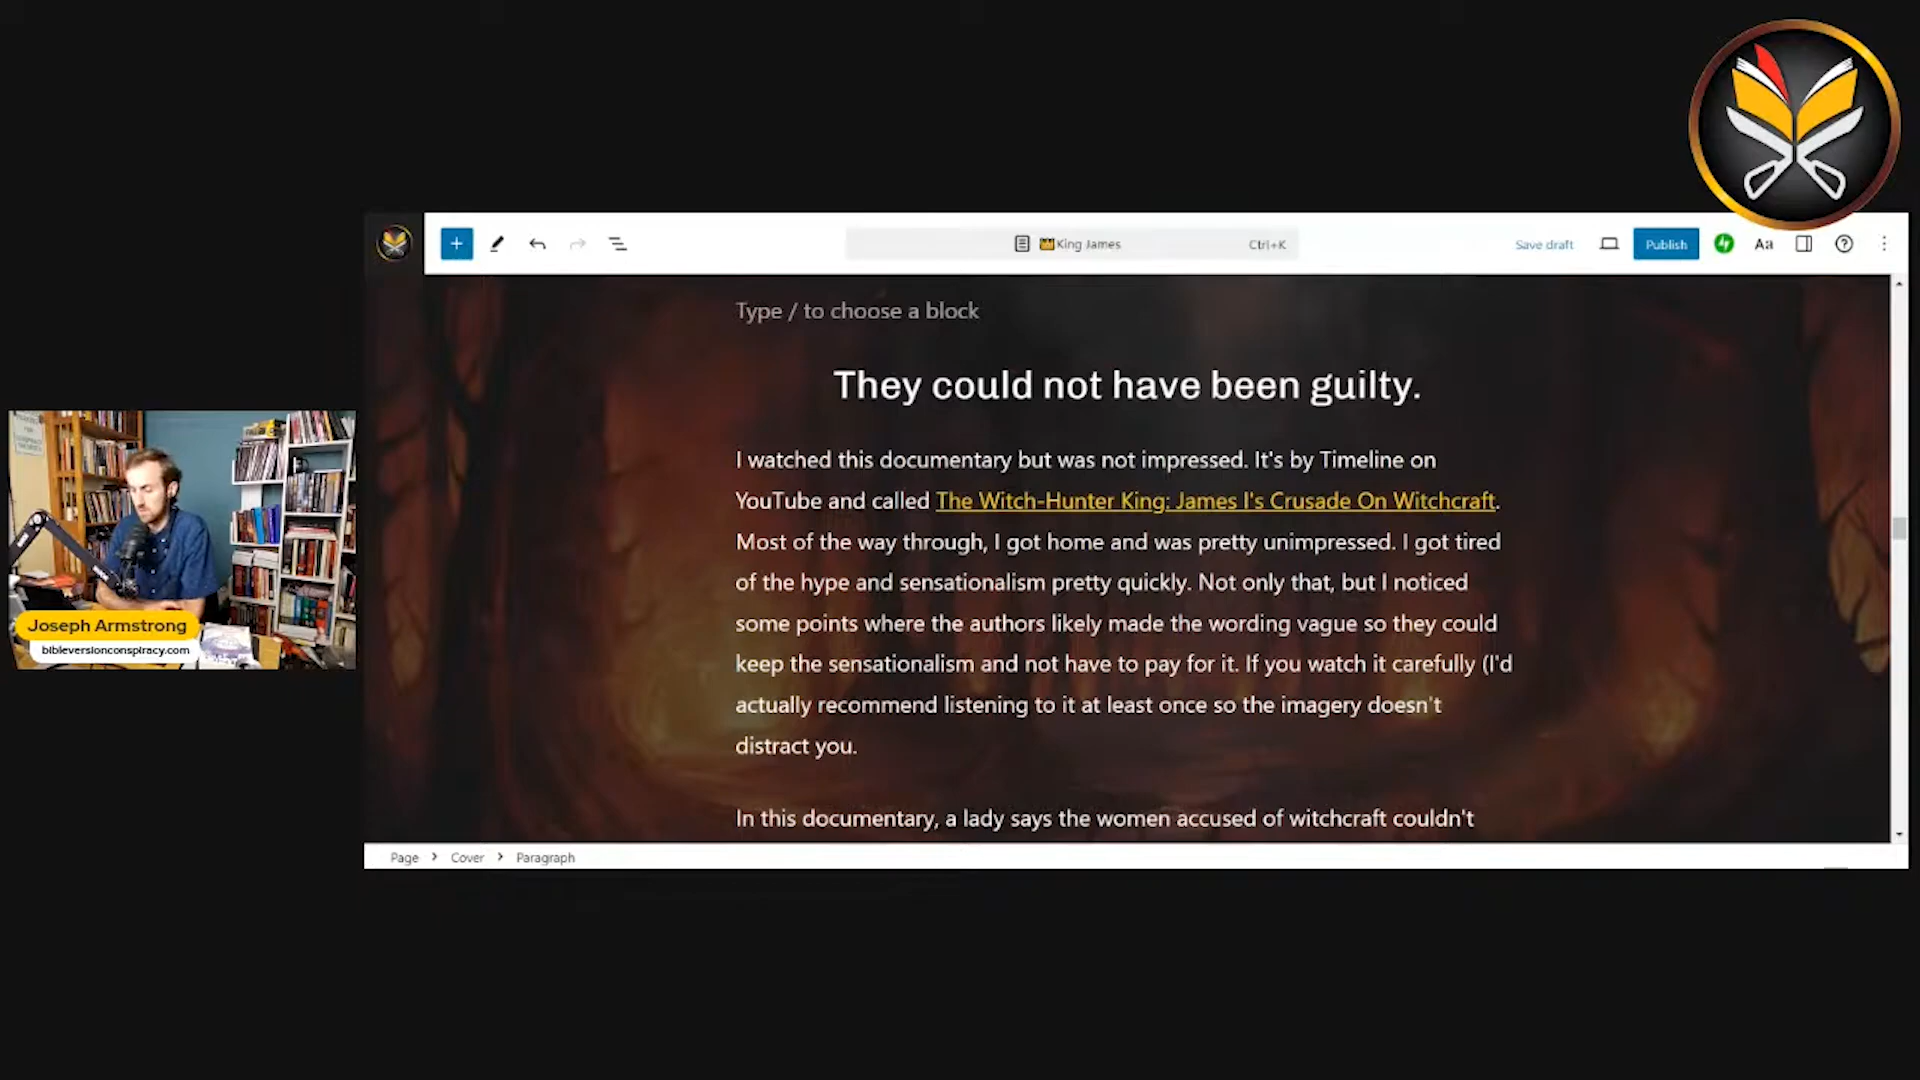 King James
Ctrl+K
Save draft
Publish
Aa
Type / to choose a block
They could not have been guilty.
I watched this documentary but was not impressed. It's by Timeline on
YouTube and called The Witch-Hunter King: James I's Crusade On Witchcraft.
Most of the way through, I got home and was pretty unimpressed. I got tired
of the hype and sensationalism pretty quickly. Not only that, but I noticed
some points where the authors likely made the wording vague so they could
keep the sensationalism and not have to pay for it. If you watch it carefully (I'd
actually recommend listening to it at least once so the imagery doesn't
distract you.
In this documentary, a lady says the women accused of witchcraft couldn't
Page > Cover > Paragraph
Joseph Armstrong
bibleversionconspiracy.com